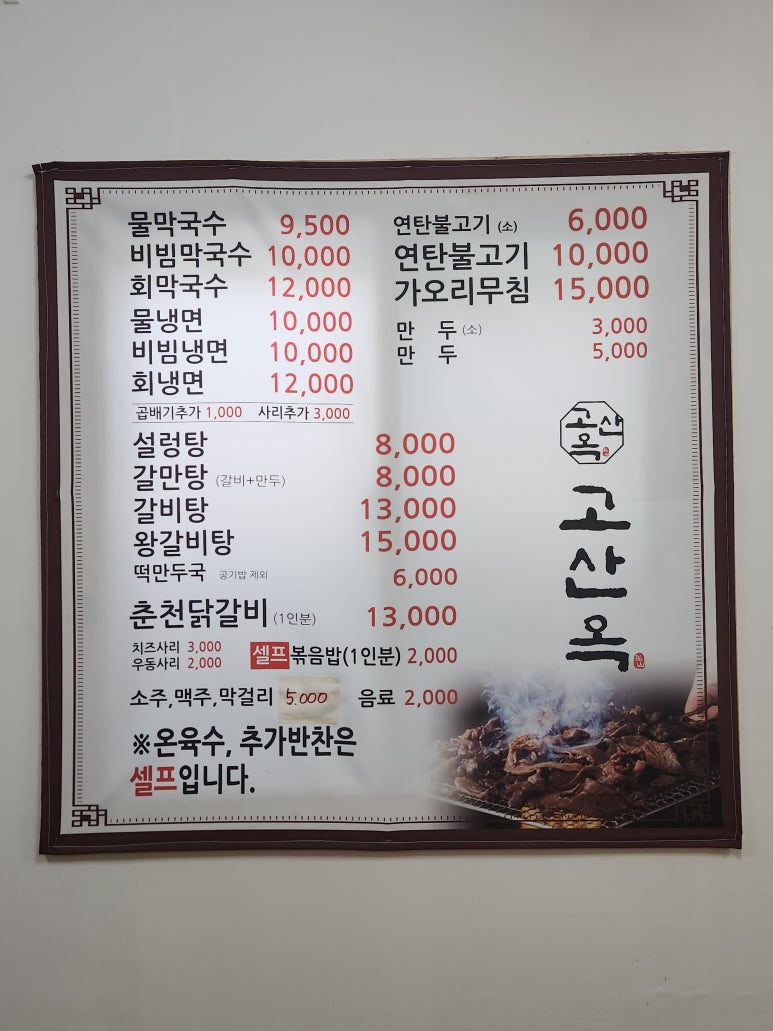 물막국수 9,500
비빔막국수 10,000
회막국수 12,000
물냉면 10,000
비빔냉면 10,000
회냉면 12,000
곱배기추가 1,000 사리추가 3,000
설렁탕 8,000
갈만탕 (갈비+만두) 8,000
갈비탕 13,000
왕갈비탕 15,000
떡만두국 공기밥 제외 6,000
춘천닭갈비 (1인분) 13,000
치즈사리 3,000
우동사리 2,000
셀프볶음밥(1인분) 2,000
소주,맥주,막걸리 5.000 음료 2,000
※온육수, 추가반찬은
셀프입니다.
연탄불고기 (소) 6,000
연탄불고기 10,000
가오리무침 15,000
만 두 (소) 3,000
만 두 5,000
고산
옥
고
산
옥